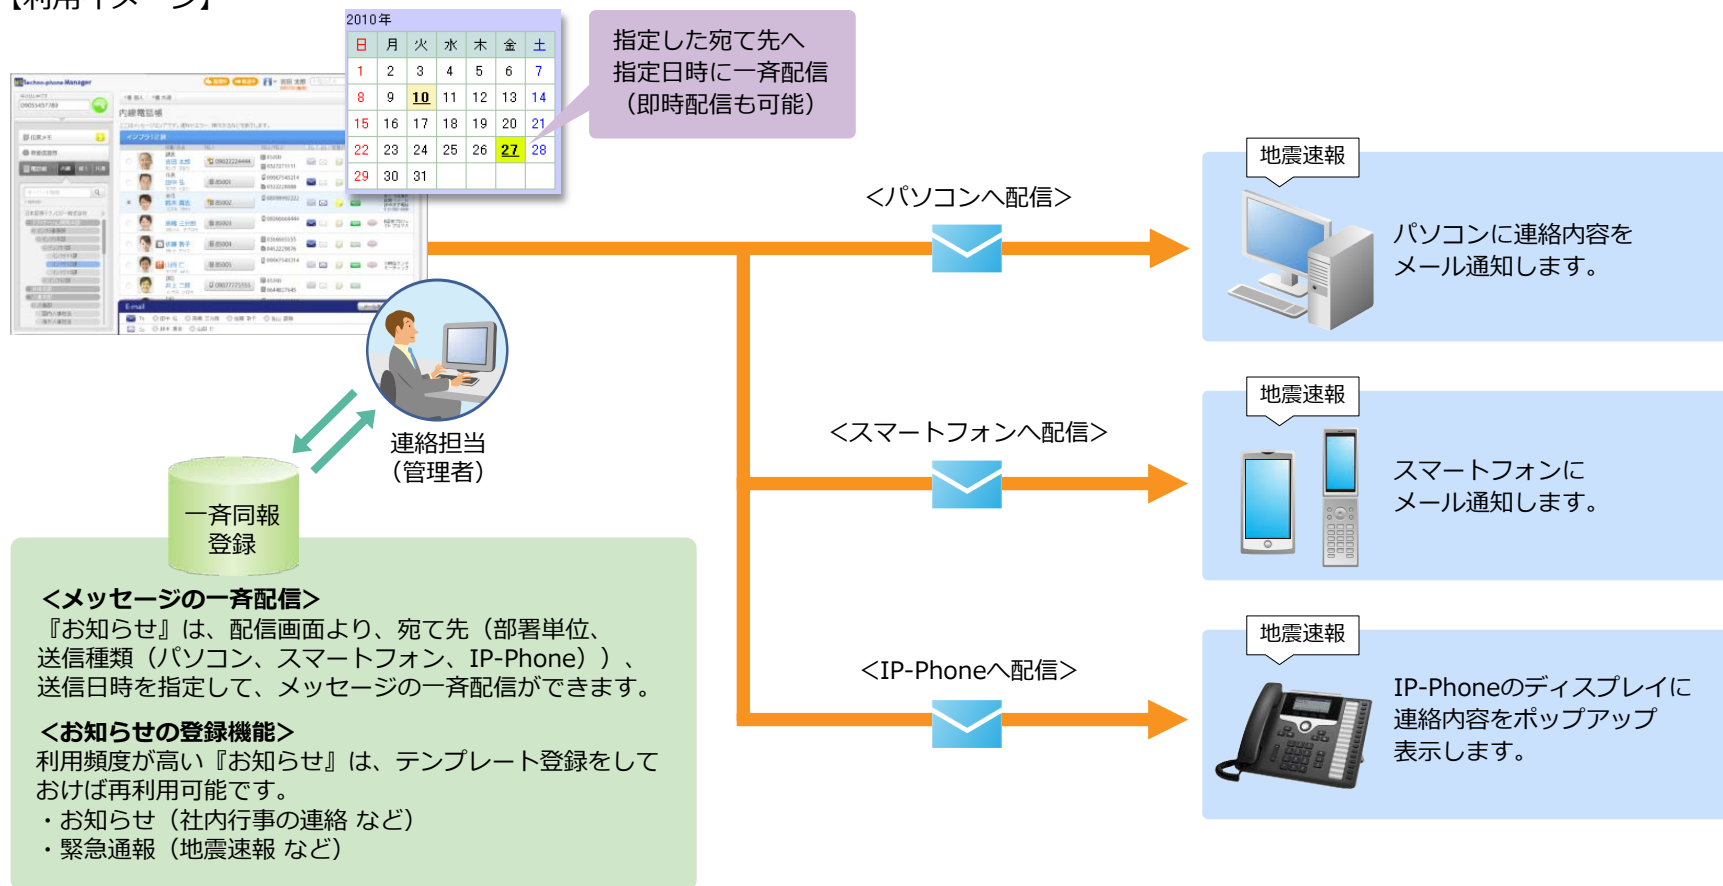 【利用イメージ】
2010年
日 月 火 水 木 金 土
1 2 3 4 5 6 7
8 9 10 11 12 13 14
15 16 17 18 19 20 21
22 23 24 25 26 27 28
29 30 31
指定した宛て先へ
指定日時に一斉配信
（即時配信も可能）
内線電話帳
09022224444
85001
85002
85003
85004
85005
E-mail
連絡担当
（管理者）
一斉同報
登録
＜メッセージの一斉配信＞
『お知らせ』は、配信画面より、宛て先（部署単位、
送信種類（パソコン、スマートフォン、IP-Phone））、
送信日時を指定して、メッセージの一斉配信ができます。
＜お知らせの登録機能＞
利用頻度が高い『お知らせ』は、テンプレート登録をして
おけば再利用可能です。
・お知らせ（社内行事の連絡 など）
・緊急通報（地震速報 など）
＜パソコンへ配信＞
地震速報
パソコンに連絡内容を
メール通知します。
＜スマートフォンへ配信＞
地震速報
スマートフォンに
メール通知します。
＜IP-Phoneへ配信＞
地震速報
IP-Phoneのディスプレイに
連絡内容をポップアップ
表示します。